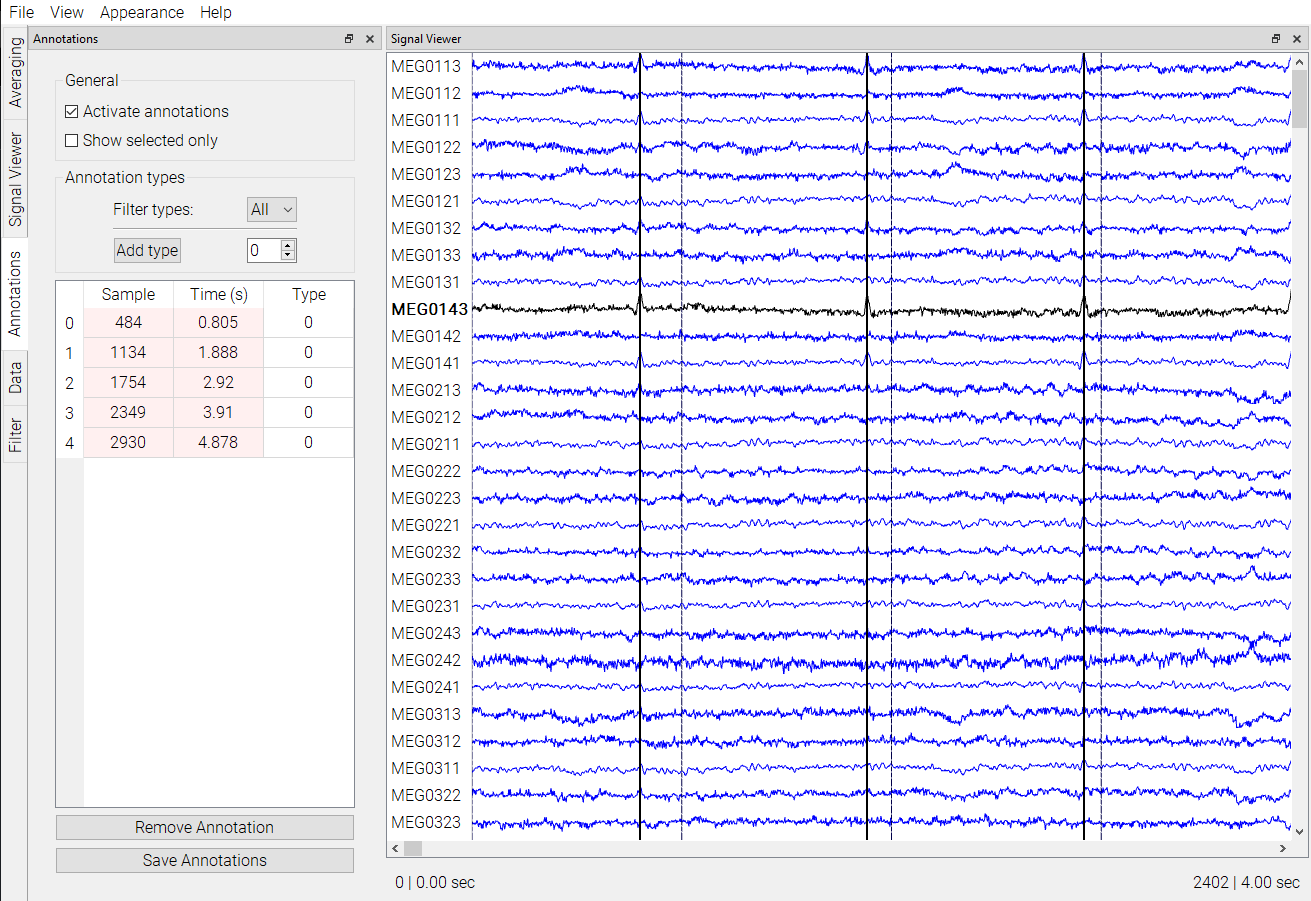 File View Appearance Help
Averaging
Signal Viewer
Annotations
Data
Filter
Annotations
General
Activate annotations
Show selected only
Annotation types
Filter types: All
Add type 0
Sample Time (s) Type
0 484 0.805 0
1 1134 1.888 0
2 1754 2.92 0
3 2349 3.91 0
4 2930 4.878 0
Remove Annotation
Save Annotations
Signal Viewer
MEG0113
MEG0112
MEG0111
MEG0122
MEG0123
MEG0121
MEG0132
MEG0133
MEG0131
MEG0143
MEG0142
MEG0141
MEG0213
MEG0212
MEG0211
MEG0222
MEG0223
MEG0221
MEG0232
MEG0233
MEG0231
MEG0243
MEG0242
MEG0241
MEG0313
MEG0312
MEG0311
MEG0322
MEG0323
0 | 0.00 sec 2402 | 4.00 sec